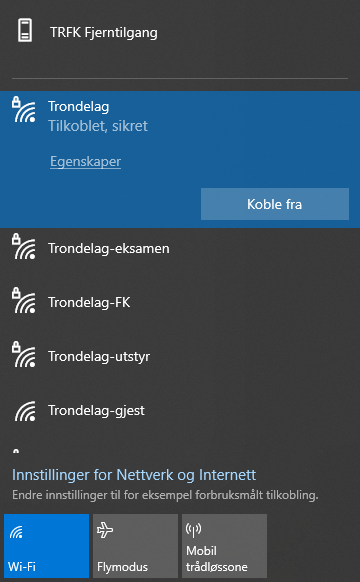 TRFK Fjerntilgang
Trondelag
Tilkoblet, sikret
Egenskaper
Koble fra
Trondelag-eksamen
Trondelag-FK
Trondelag-utstyr
Trondelag-gjest
Innstillinger for Nettverk og Internett
Endre innstillinger til for eksempel forbruksmålt tilkobling.
Wi-Fi
Flymodus
Mobil
trådløssone